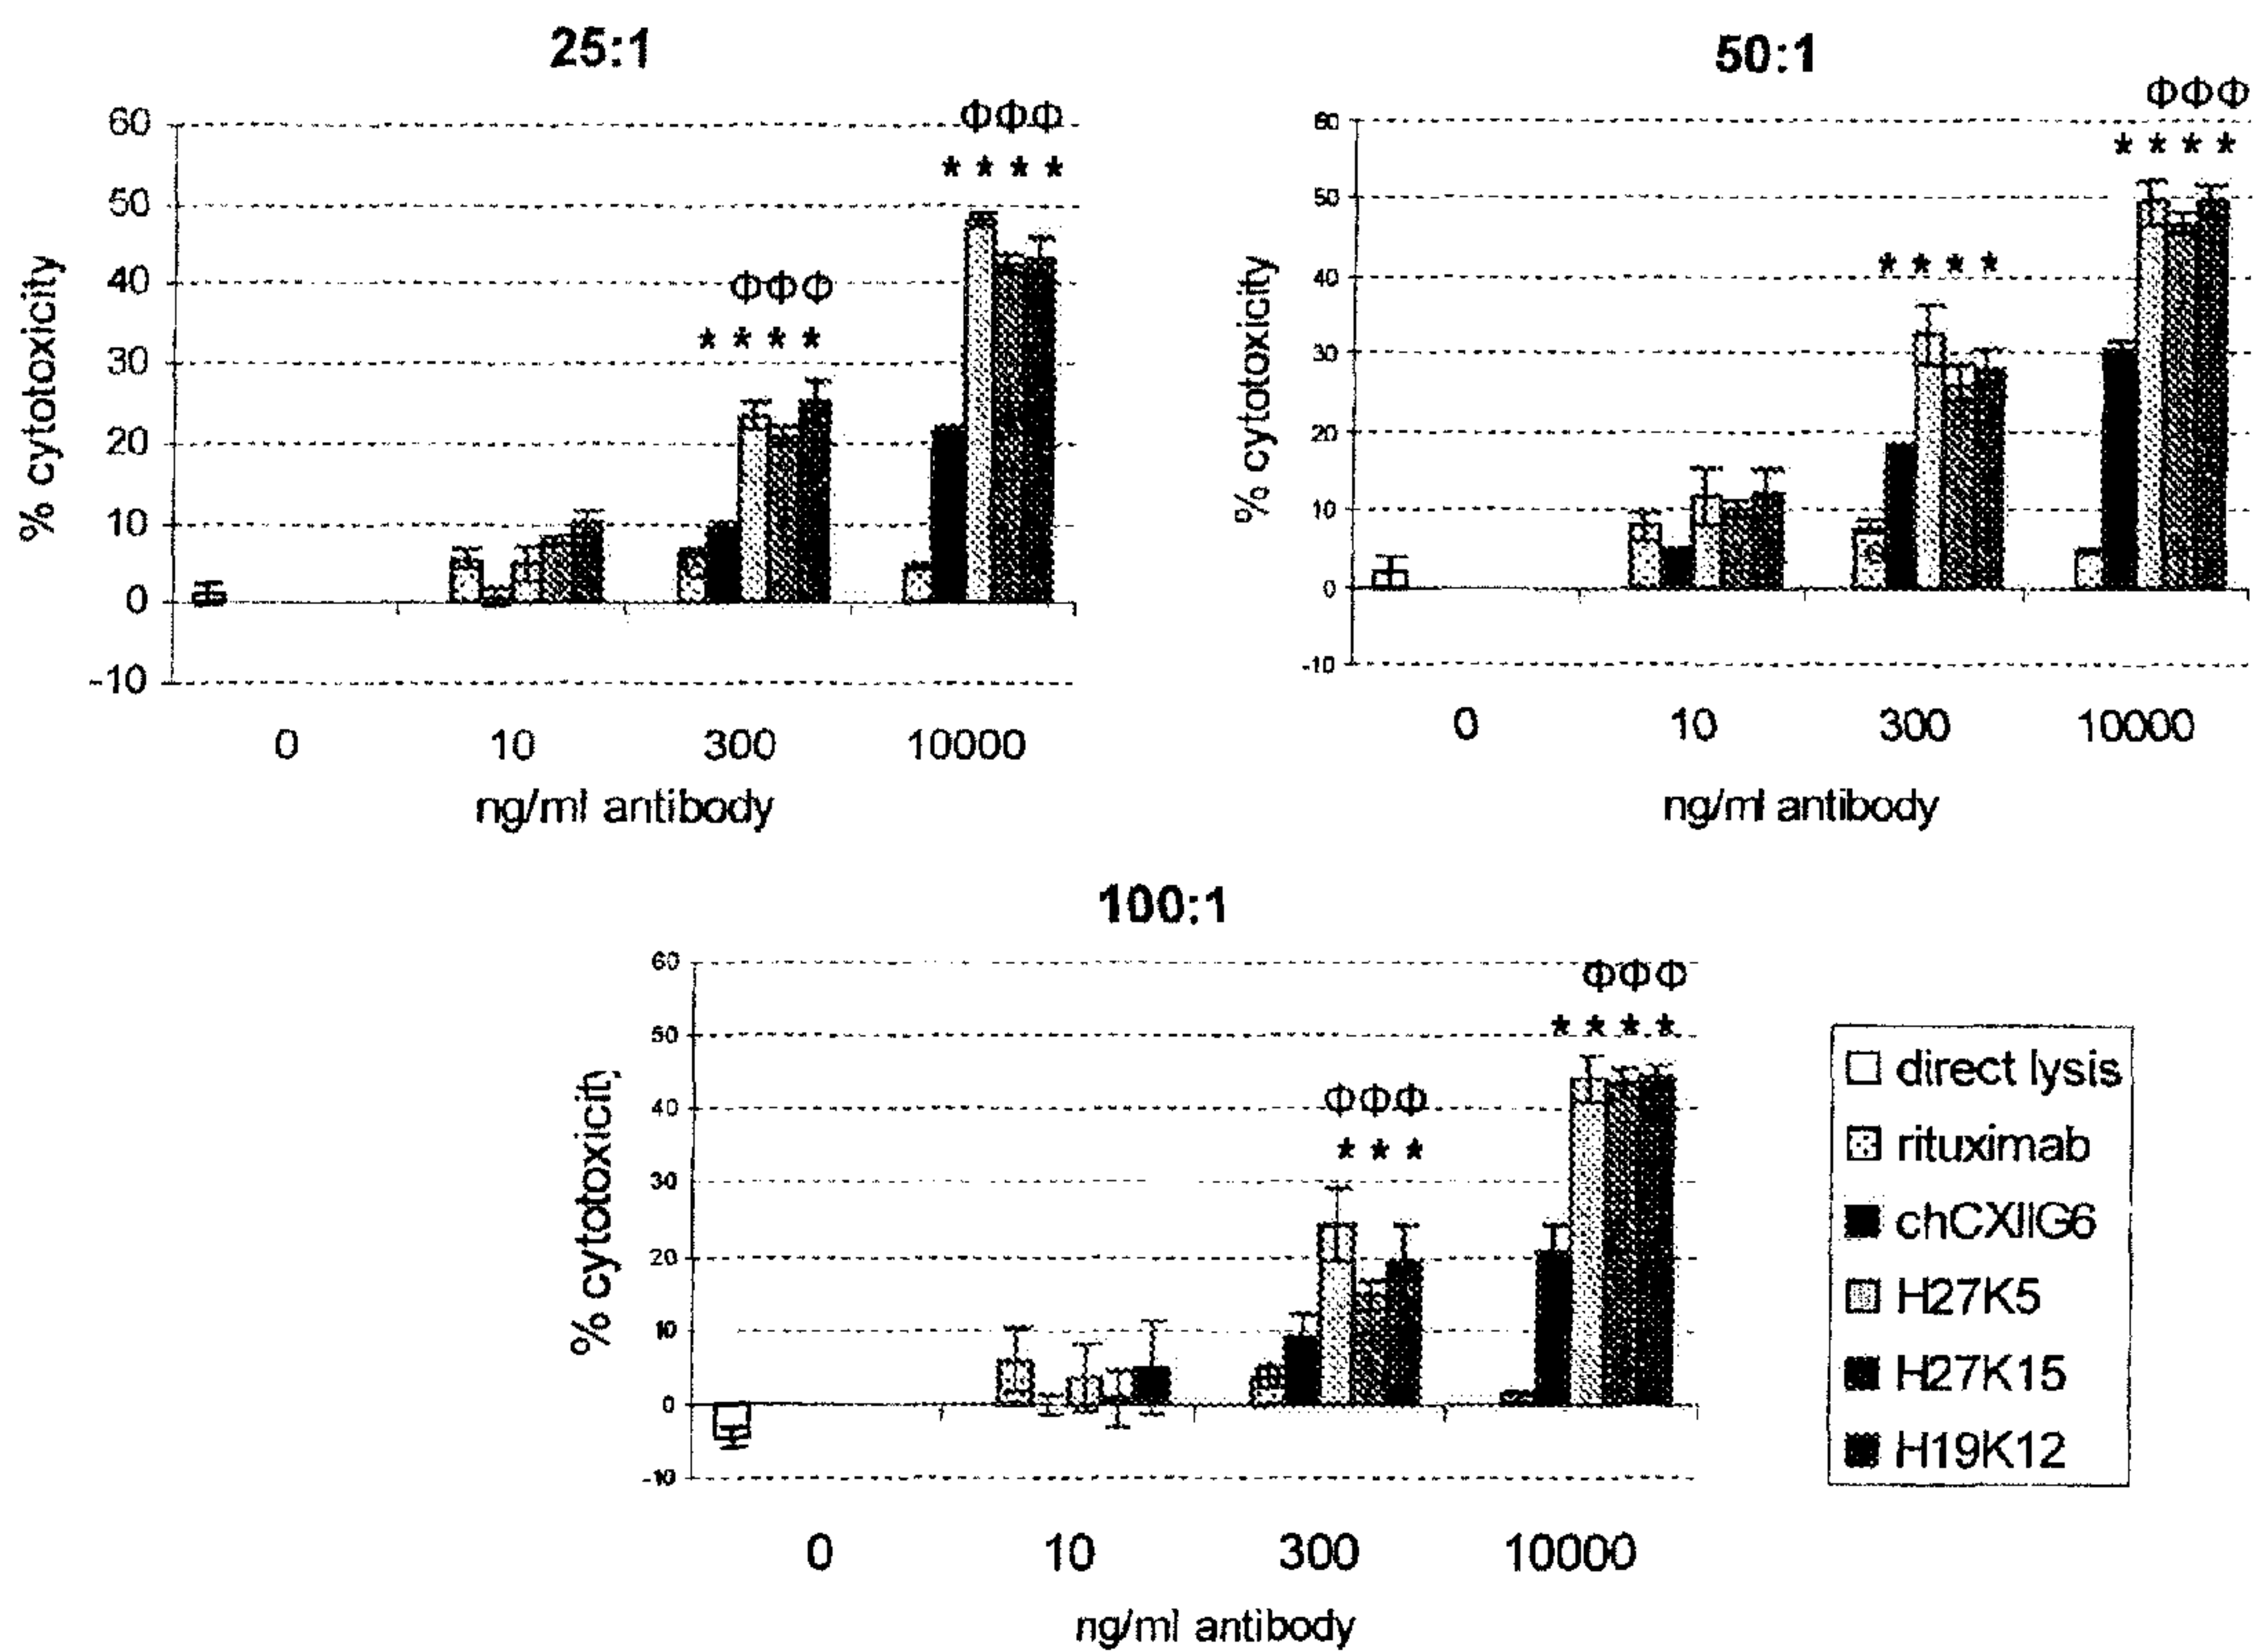 25:1
ΦΦΦ
* * * *
ΦΦΦ
* * * *
60
50
40
30
20
10
0
-10
% cytotoxicity
0 10 300 10000
ng/ml antibody
50:1
ΦΦΦ
* * * *
* * * *
60
50
40
30
20
10
0
-10
% cytotoxicity
0 10 300 10000
ng/ml antibody
100:1
ΦΦΦ
* * * *
ΦΦΦ
* * *
60
50
40
30
20
10
0
-10
% cytotoxicity
0 10 300 10000
ng/ml antibody
direct lysis
rituximab
chCXIIG6
H27K5
H27K15
H19K12